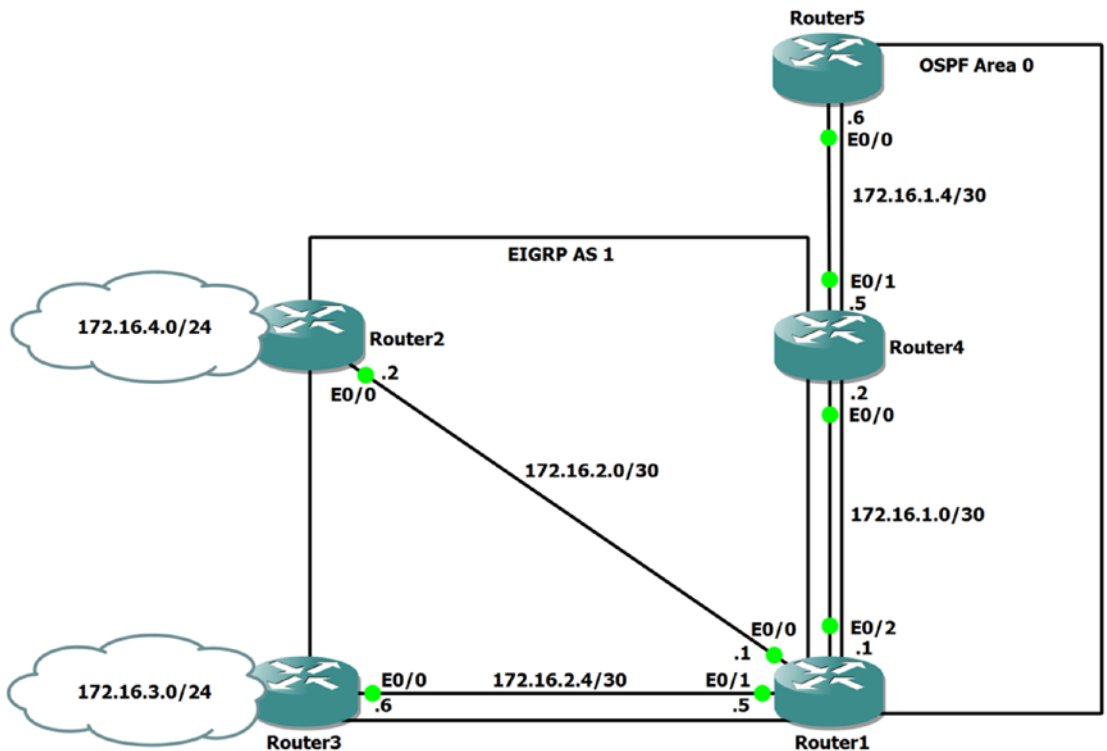 Router5
OSPF Area 0
.6
E0/0
172.16.1.4/30
EIGRP AS 1
E0/1
.5
172.16.4.0/24
Router2
Router4
.2
E0/0
.2
E0/0
172.16.2.0/30
172.16.1.0/30
E0/0
E0/2
.1
.1
172.16.3.0/24
E0/0
172.16.2.4/30
E0/1
.6
.5
Router3
Router1